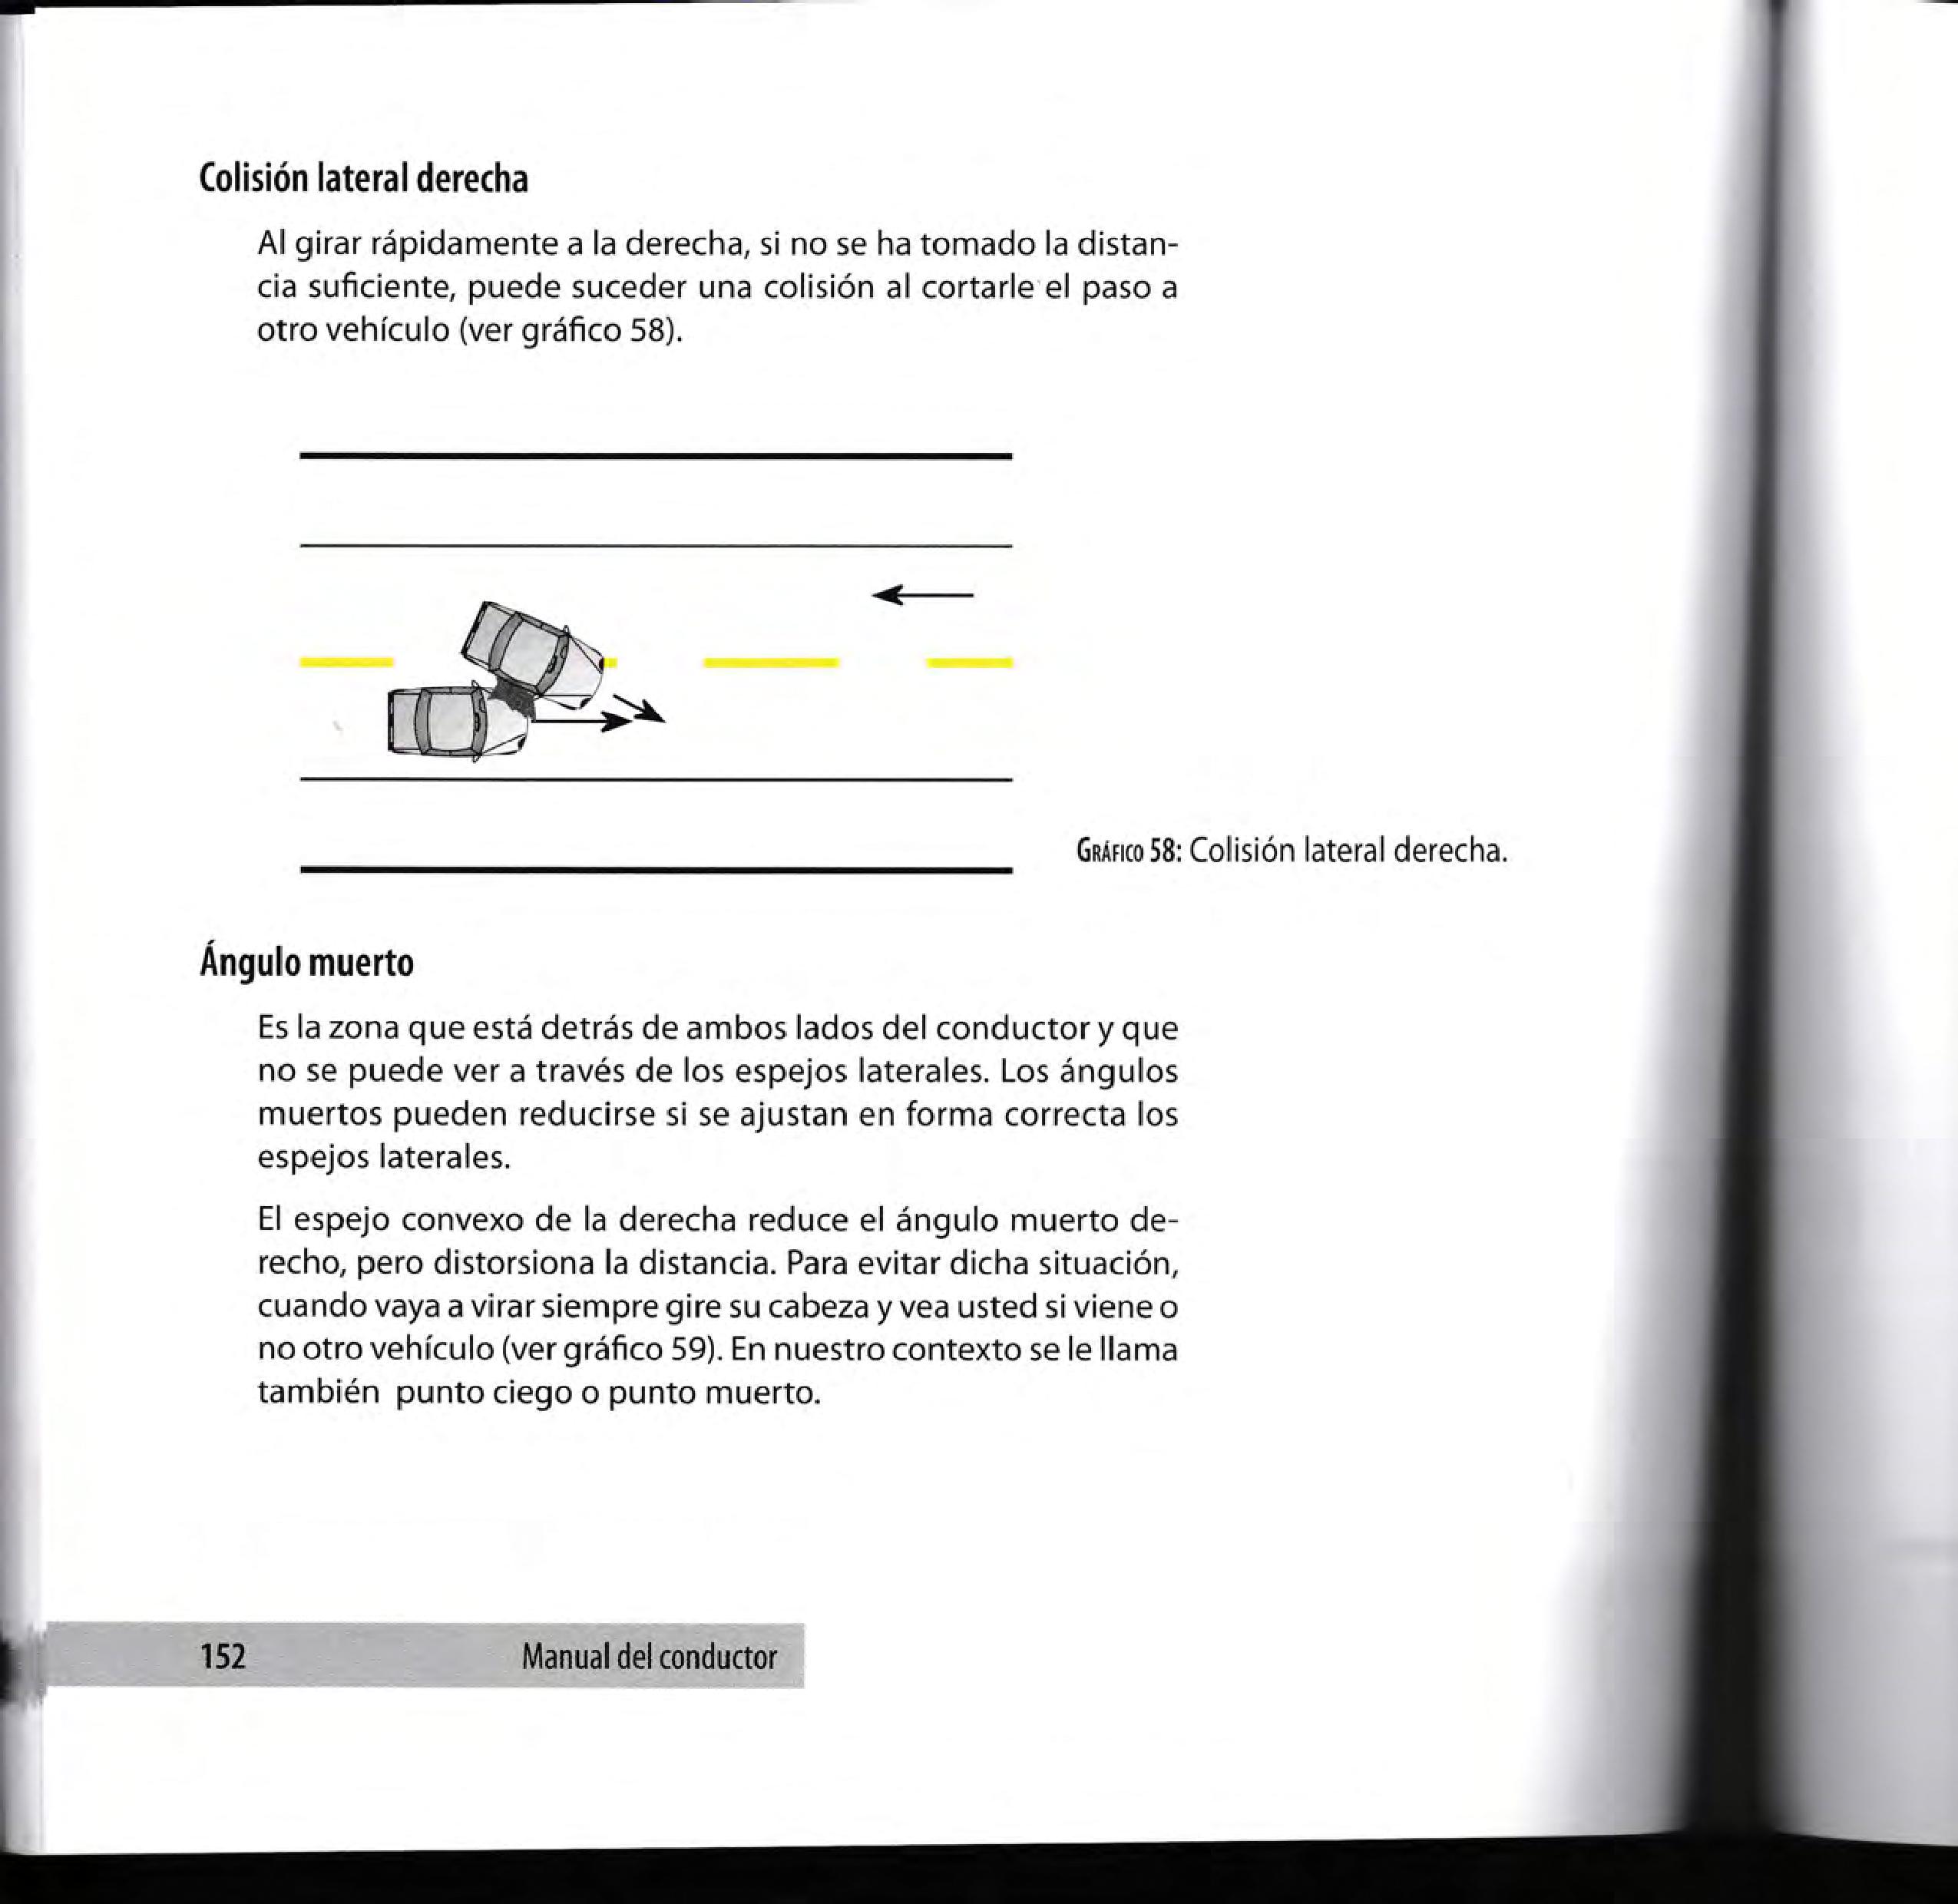 Colisión lateral derecha
Al girar rápidamente a la derecha, si no se ha tomado la distan-
cia suficiente, puede suceder una colisión al cortarle el paso a
otro vehículo (ver gráfico 58).
GRÁFICO 58: Colisión lateral derecha.
Ángulo muerto
Es la zona que está detrás de ambos lados del conductor y que
no se puede ver a través de los espejos laterales. Los ángulos
muertos pueden reducirse si se ajustan en forma correcta los
espejos laterales.
El espejo convexo de la derecha reduce el ángulo muerto de-
recho, pero distorsiona la distancia. Para evitar dicha situación,
cuando vaya a virar siempre gire su cabeza y vea usted si viene o
no otro vehículo (ver gráfico 59). En nuestro contexto se le llama
también punto ciego o punto muerto.
152 Manual del conductor